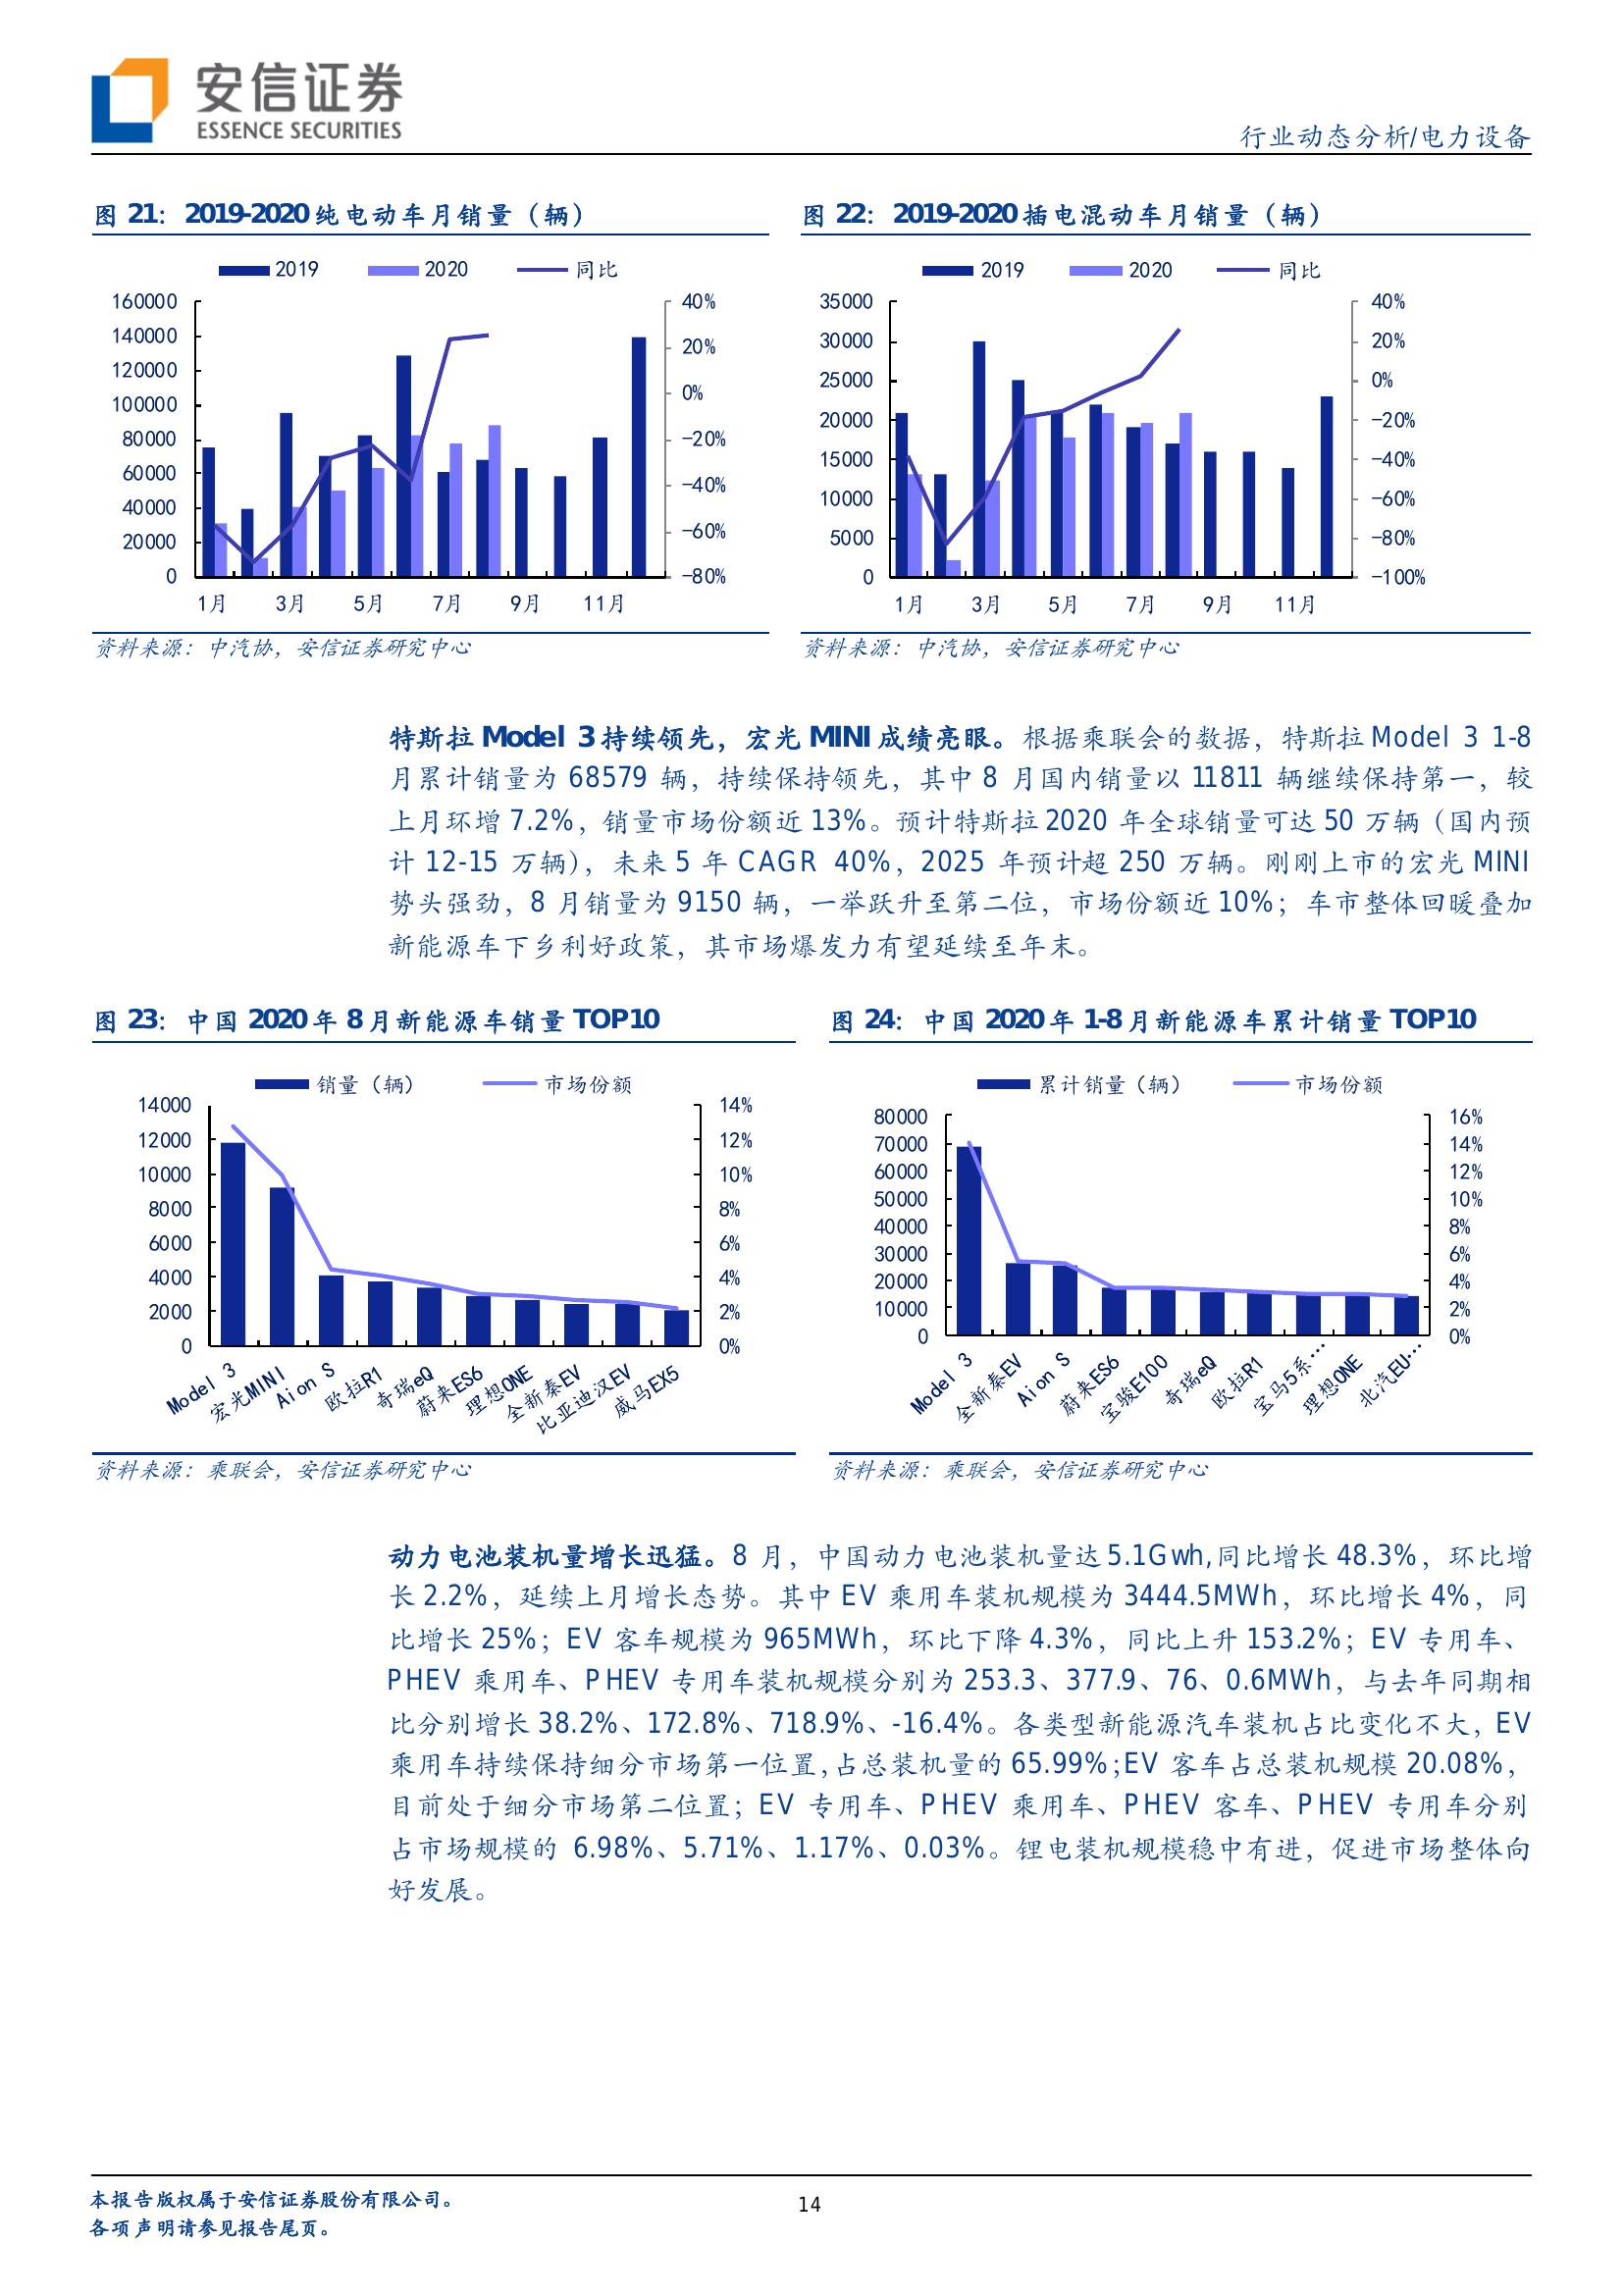 安信证券
ESSENCE SECURITIES
行业动态分析/电力设备
图 21： 2019-2020 纯电动车月销量（辆）
2019 2020 同比
160000
140000
120000
100000
80000
60000
40000
20000
0
40%
20%
0%
-20%
-40%
-60%
-80%
1月 3月 5月 7月 9月 11月
资料来源：中汽协，安信证券研究中心
图 22： 2019-2020 插电混动车月销量（辆）
2019 2020 同比
35000
30000
25000
20000
15000
10000
5000
0
40%
20%
0%
-20%
-40%
-60%
-80%
-100%
1月 3月 5月 7月 9月 11月
资料来源：中汽协，安信证券研究中心
特斯拉 Model 3 持续领先，宏光 MINI 成绩亮眼。根据乘联会的数据，特斯拉 Model 3 1-8
月累计销量为 68579 辆，持续保持领先，其中 8 月国内销量以 11811 辆继续保持第一，较
上月环增 7.2%，销量市场份额近 13%。预计特斯拉 2020 年全球销量可达 50 万辆（国内预
计 12-15 万辆），未来 5 年 CAGR 40%，2025 年预计超 250 万辆。刚刚上市的宏光 MINI
势头强劲，8 月销量为 9150 辆，一举跃升至第二位，市场份额近 10%；车市整体回暖叠加
新能源车下乡利好政策，其市场爆发力有望延续至年末。
图 23： 中国 2020 年 8 月新能源车销量 TOP10
销量（辆） 市场份额
14000
12000
10000
8000
6000
4000
2000
0
14%
12%
10%
8%
6%
4%
2%
0%
Model 3 宏光MINI Aion S 欧拉R1 奇瑞eQ 蔚来ES6 理想ONE 全新秦EV 比亚迪汉EV 威马EX5
资料来源：乘联会，安信证券研究中心
图 24： 中国 2020 年 1-8 月新能源车累计销量 TOP10
累计销量（辆） 市场份额
80000
70000
60000
50000
40000
30000
20000
10000
0
16%
14%
12%
10%
8%
6%
4%
2%
0%
Model 3 全新秦EV Aion S 蔚来ES6 宝骏E100 奇瑞eQ 欧拉R1 宝马5系… 理想ONE 北汽EU…
资料来源：乘联会，安信证券研究中心
动力电池装机量增长迅猛。8 月，中国动力电池装机量达 5.1Gwh,同比增长 48.3%，环比增
长 2.2%，延续上月增长态势。其中 EV 乘用车装机规模为 3444.5MWh，环比增长 4%，同
比增长 25%；EV 客车规模为 965MWh，环比下降 4.3%，同比上升 153.2%；EV 专用车、
PHEV 乘用车、PHEV 专用车装机规模分别为 253.3、377.9、76、0.6MWh，与去年同期相
比分别增长 38.2%、172.8%、718.9%、-16.4%。各类型新能源汽车装机占比变化不大，EV
乘用车持续保持细分市场第一位置,占总装机量的 65.99%;EV 客车占总装机规模 20.08%，
目前处于细分市场第二位置；EV 专用车、PHEV 乘用车、PHEV 客车、PHEV 专用车分别
占市场规模的 6.98%、5.71%、1.17%、0.03%。锂电装机规模稳中有进，促进市场整体向
好发展。
本报告版权属于安信证券股份有限公司。
各项声明请参见报告尾页。
14